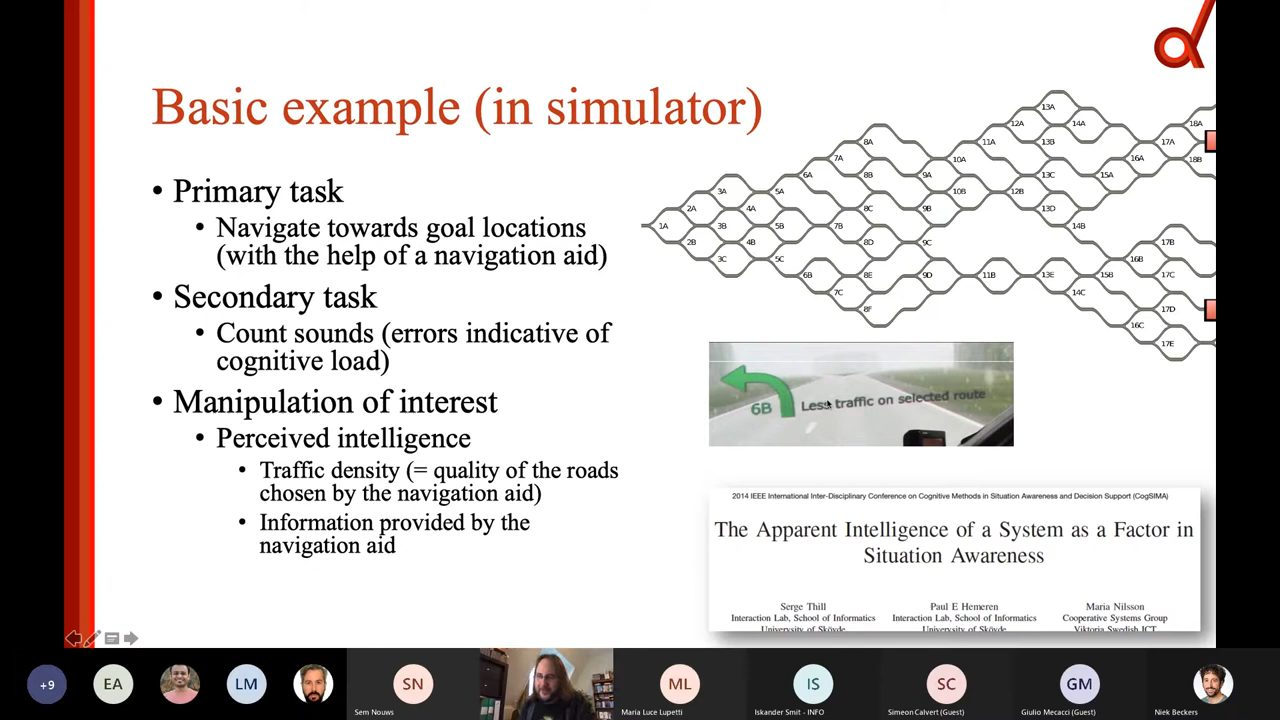 Basic example (in simulator)
• Primary task
• Navigate towards goal locations
(with the help of a navigation aid)
• Secondary task
• Count sounds (errors indicative of
cognitive load)
• Manipulation of interest
• Perceived intelligence
• Traffic density (= quality of the roads
chosen by the navigation aid)
• Information provided by the
navigation aid
13A
12A
14A
18A
8A
11A
13B
17A
7A
10A
16A
18B
6A
8B
9A
13C
15A
3A
5A
10B
12B
2A
4A
8C
9B
13D
1A
3B
5B
7B
14B
2B
4B
8D
9C
17B
3C
5C
16B
6B
8E
9D
11B
13E
15B
17C
7C
14C
8F
17D
16C
17E
6B
Less traffic on selected route
2014 IEEE International Inter-Disciplinary Conference on Cognitive Methods in Situation Awareness and Decision Support (CogSIMA)
The Apparent Intelligence of a System as a Factor in
Situation Awareness
Serge Thill
Interaction Lab, School of Informatics
University of Skövde
Paul E Hemeren
Interaction Lab, School of Informatics
University of Skövde
Maria Nilsson
Cooperative Systems Group
Viktoria Swedish ICT
+9
EA
LM
SN
Sem Nouws
ML
Maria Luce Lupetti
IS
Iskander Smit - INFO
SC
Simeon Calvert (Guest)
GM
Giulio Mecacci (Guest)
Niek Beckers